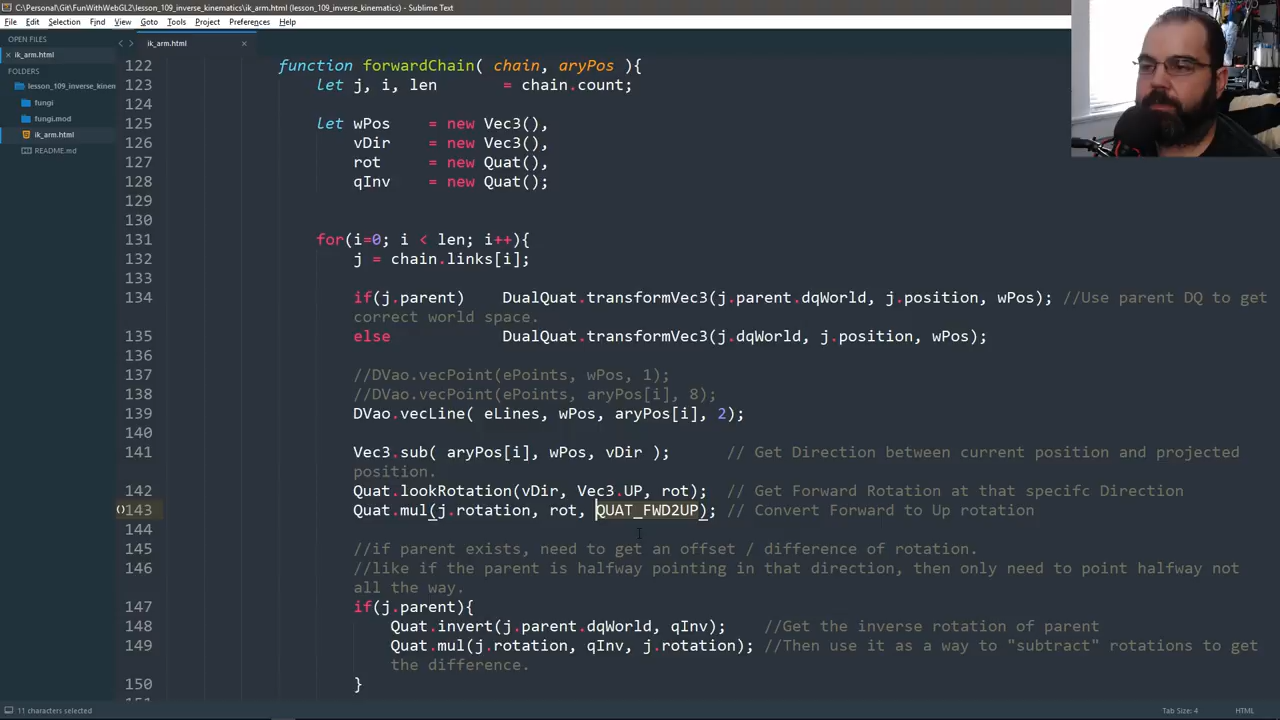 C:\Personal\Git\FunWithWebGL2\lesson_109_inverse_kinematics\ik_arm.html (lesson_109_inverse_kinematics) - Sublime Text
File Edit Selection Find View Goto Tools Project Preferences Help
OPEN FILES
ik_arm.html
FOLDERS
lesson_109_inverse_kinem
fungi
fungi.mod
ik_arm.html
README.md
ik_arm.html
122 function forwardChain( chain, aryPos ){
123 let j, i, len = chain.count;
124
125 let wPos = new Vec3(),
126 vDir = new Vec3(),
127 rot = new Quat(),
128 qInv = new Quat();
129
130
131 for(i=0; i < len; i++){
132 j = chain.links[i];
133
134 if(j.parent) DualQuat.transformVec3(j.parent.dqWorld, j.position, wPos); //Use parent DQ to get
correct world space.
135 else DualQuat.transformVec3(j.dqWorld, j.position, wPos);
136
137 //DVao.vecPoint(ePoints, wPos, 1);
138 //DVao.vecPoint(ePoints, aryPos[i], 8);
139 DVao.vecLine( eLines, wPos, aryPos[i], 2);
140
141 Vec3.sub( aryPos[i], wPos, vDir ); // Get Direction between current position and projected
position.
142 Quat.lookRotation(vDir, Vec3.UP, rot); // Get Forward Rotation at that specifc Direction
143 Quat.mul(j.rotation, rot, QUAT_FWD2UP); // Convert Forward to Up rotation
144
145 //if parent exists, need to get an offset / difference of rotation.
146 //like if the parent is halfway pointing in that direction, then only need to point halfway not
all the way.
147 if(j.parent){
148 Quat.invert(j.parent.dqWorld, qInv); //Get the inverse rotation of parent
149 Quat.mul(j.rotation, qInv, j.rotation); //Then use it as a way to "subtract" rotations to get
the difference.
150 }
11 characters selected
Tab Size: 4
HTML